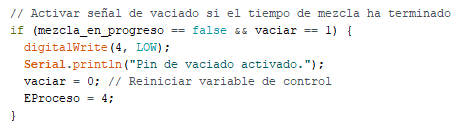 // Activar señal de vaciado si el tiempo de mezcla ha terminado
if (mezcla_en_progreso == false && vaciar == 1) {
  digitalWrite(4, LOW);
  Serial.println("Pin de vaciado activado.");
  vaciar = 0; // Reiniciar variable de control
  EProceso = 4;
}